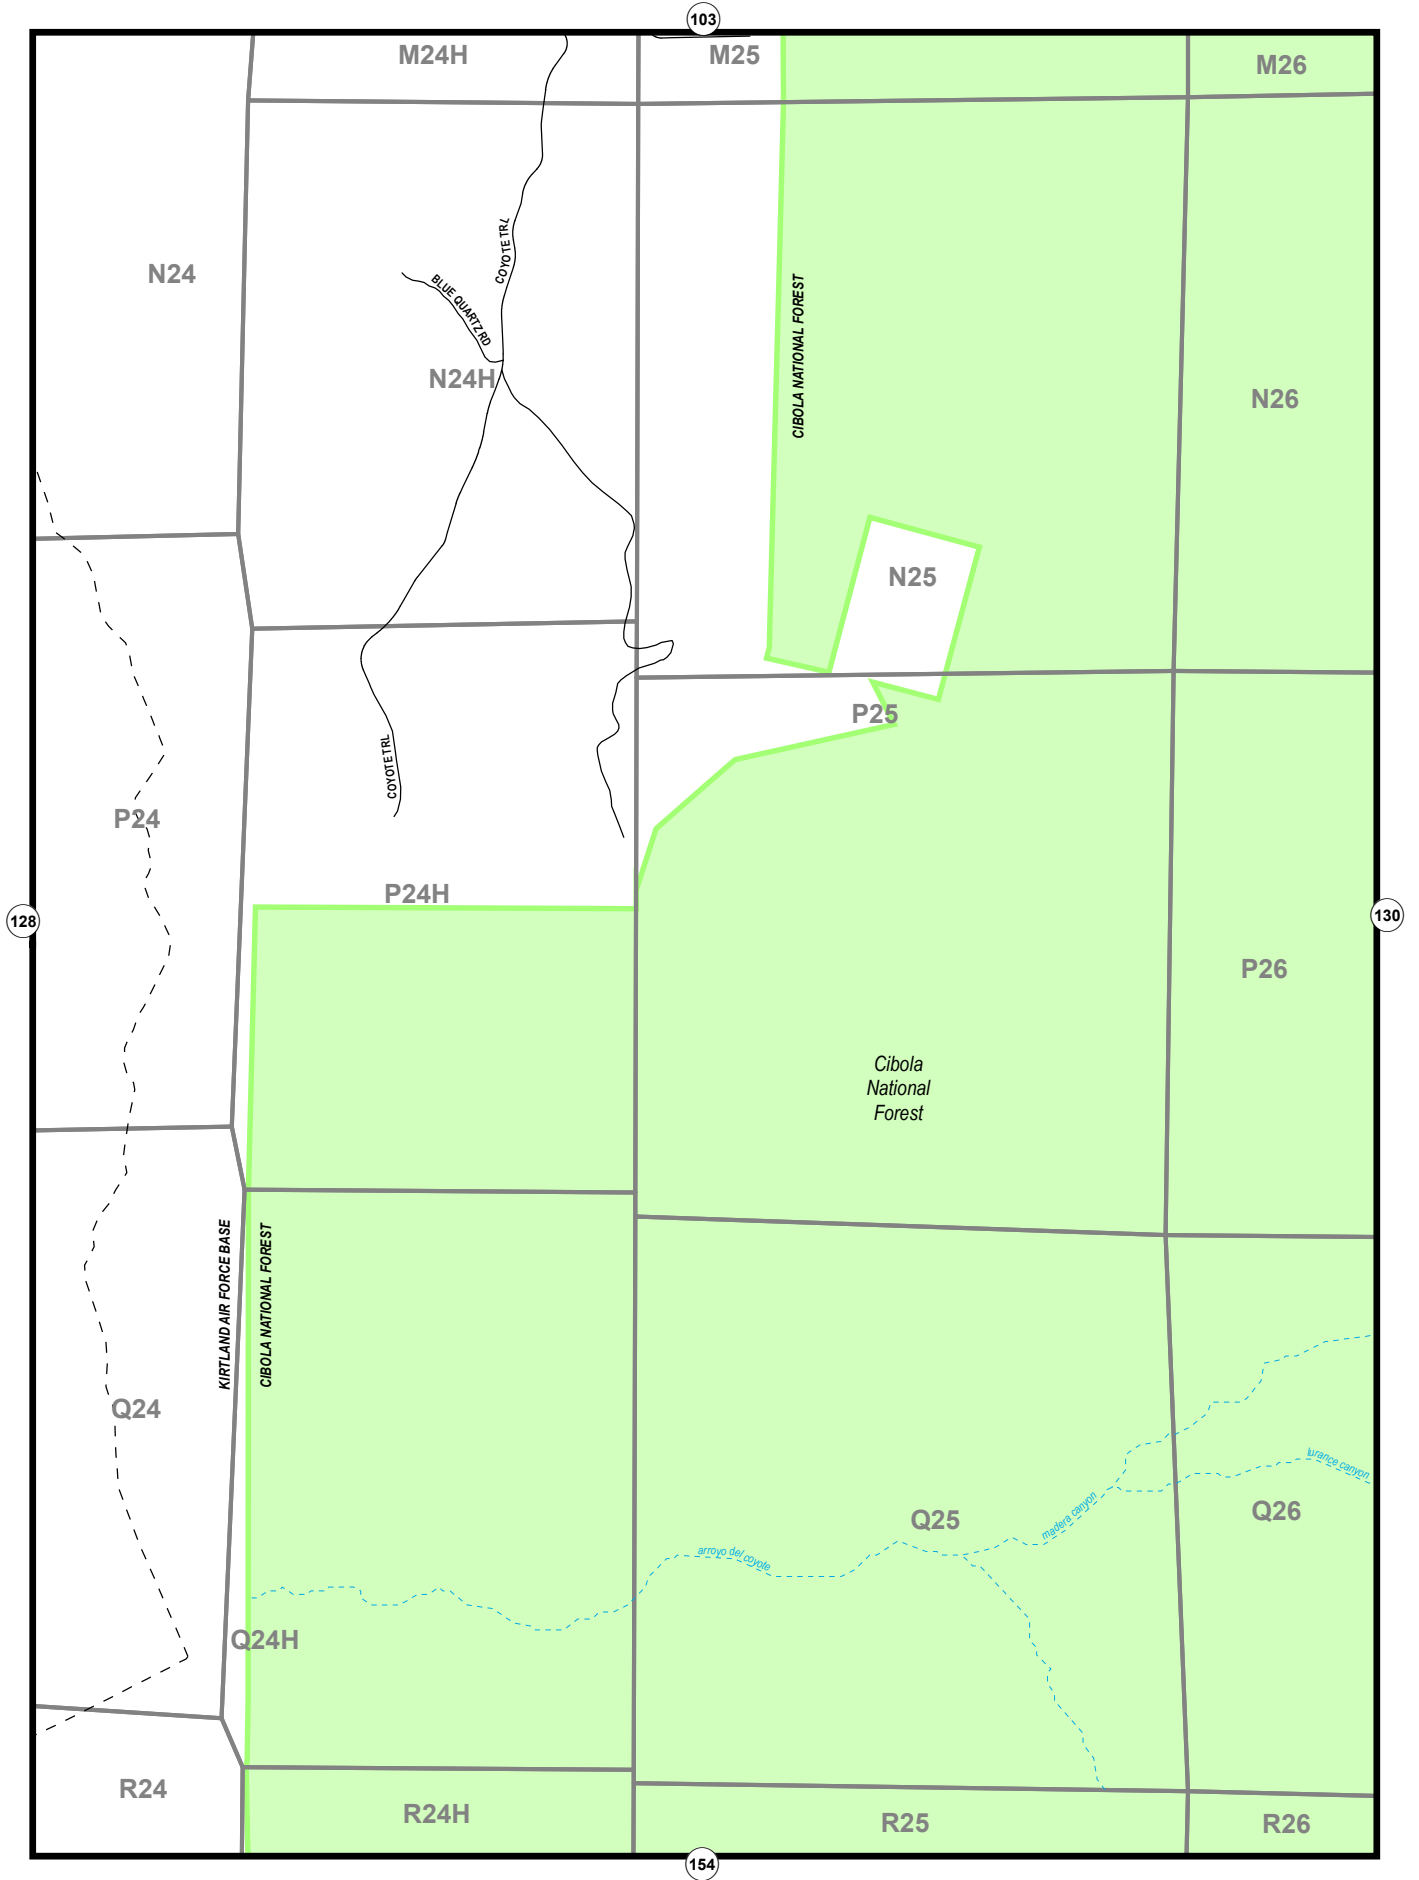 103
M24H
M25
M26
N24
COYOTE TRL
BLUE QUARTZ RD
CIBOLA NATIONAL FOREST
N24H
N26
N25
P25
COYOTE TRL
P24
P24H
128
130
P26
Cibola
National
Forest
KIRTLAND AIR FORCE BASE
CIBOLA NATIONAL FOREST
Q24
lurance canyon
madera canyon
Q25
Q26
arroyo del coyote
Q24H
R24
R24H
R25
R26
154